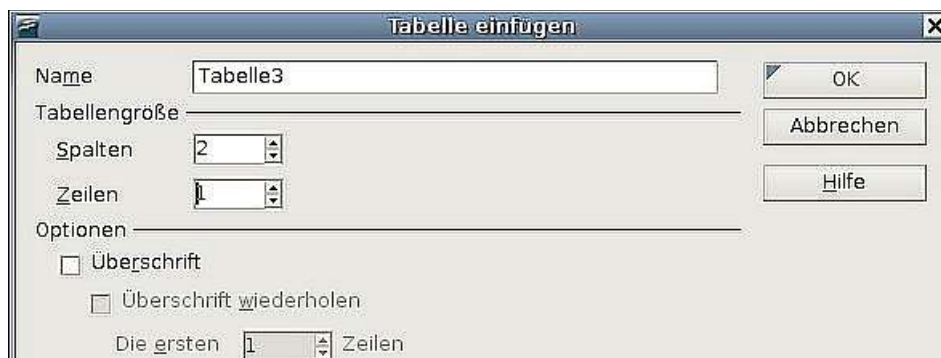 Tabelle einfügen
Name Tabelle3
OK
Tabellengröße
Abbrechen
Spalten 2
Hilfe
Zeilen 1
Optionen
Überschrift
Überschrift wiederholen
Die ersten 1 Zeilen